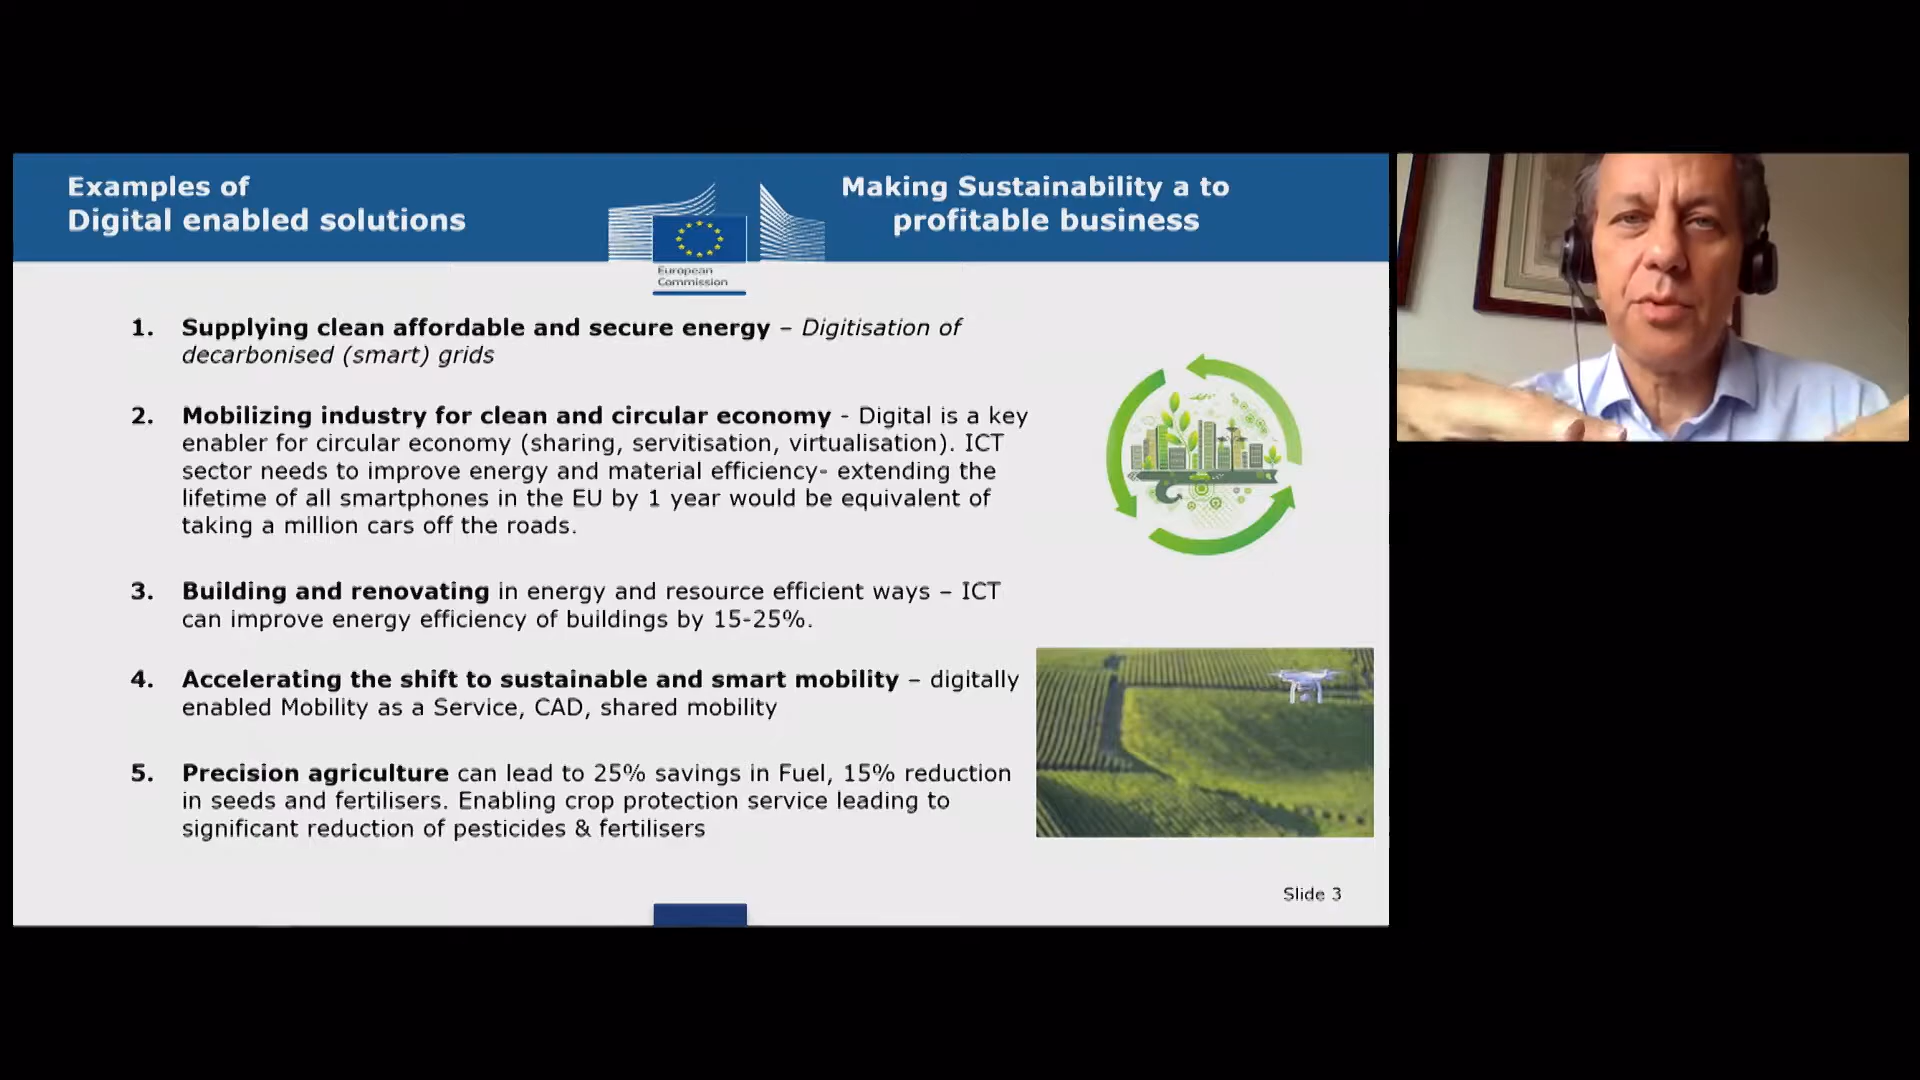 Examples of
Digital enabled solutions
Making Sustainability a to
profitable business
European
Commission
1. Supplying clean affordable and secure energy – Digitisation of
decarbonised (smart) grids
2. Mobilizing industry for clean and circular economy - Digital is a key
enabler for circular economy (sharing, servitisation, virtualisation). ICT
sector needs to improve energy and material efficiency- extending the
lifetime of all smartphones in the EU by 1 year would be equivalent of
taking a million cars off the roads.
3. Building and renovating in energy and resource efficient ways – ICT
can improve energy efficiency of buildings by 15-25%.
4. Accelerating the shift to sustainable and smart mobility – digitally
enabled Mobility as a Service, CAD, shared mobility
5. Precision agriculture can lead to 25% savings in Fuel, 15% reduction
in seeds and fertilisers. Enabling crop protection service leading to
significant reduction of pesticides & fertilisers
Slide 3